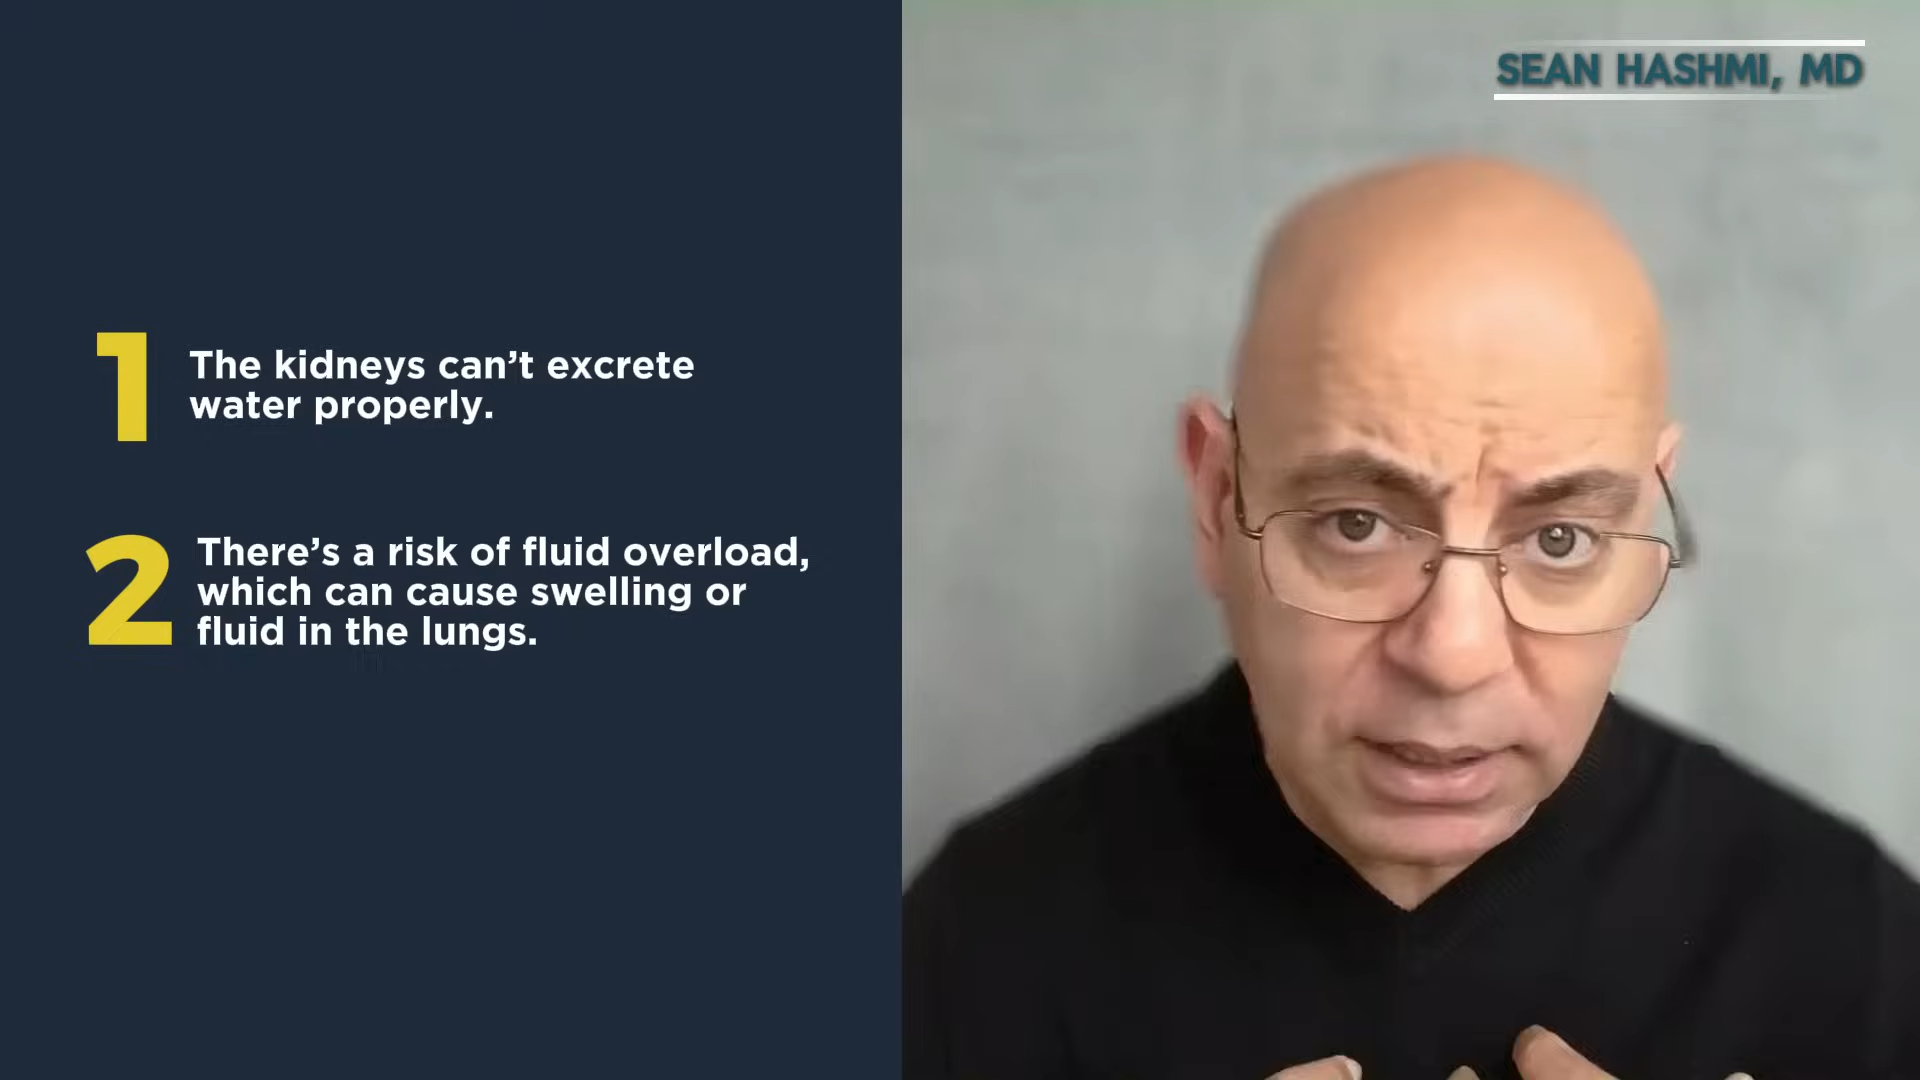 SEAN HASHMI, MD
1
The kidneys can’t excrete
water properly.
2
There’s a risk of fluid overload,
which can cause swelling or
fluid in the lungs.